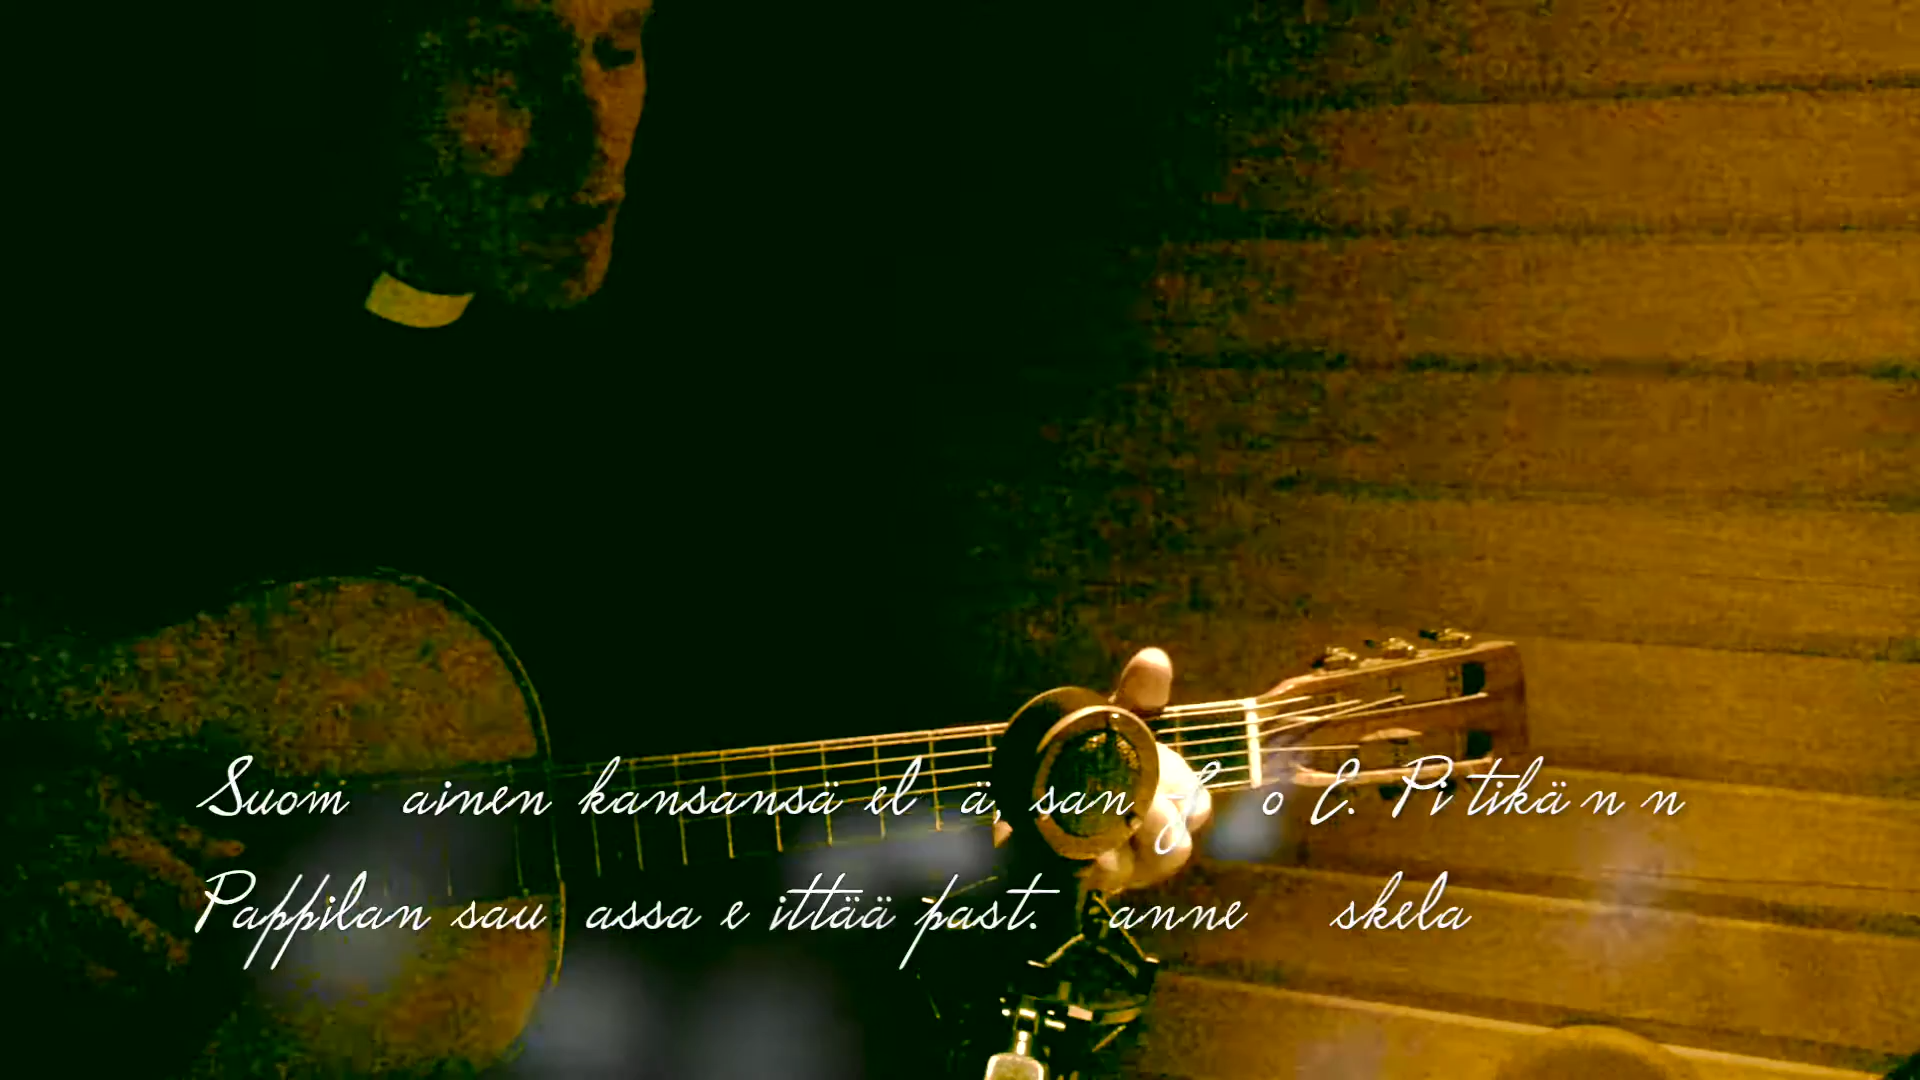 Suom ainen kansansä el ä, san J o E. Pi tikä n n
Pappilan sau assa e ittää past. anne skela